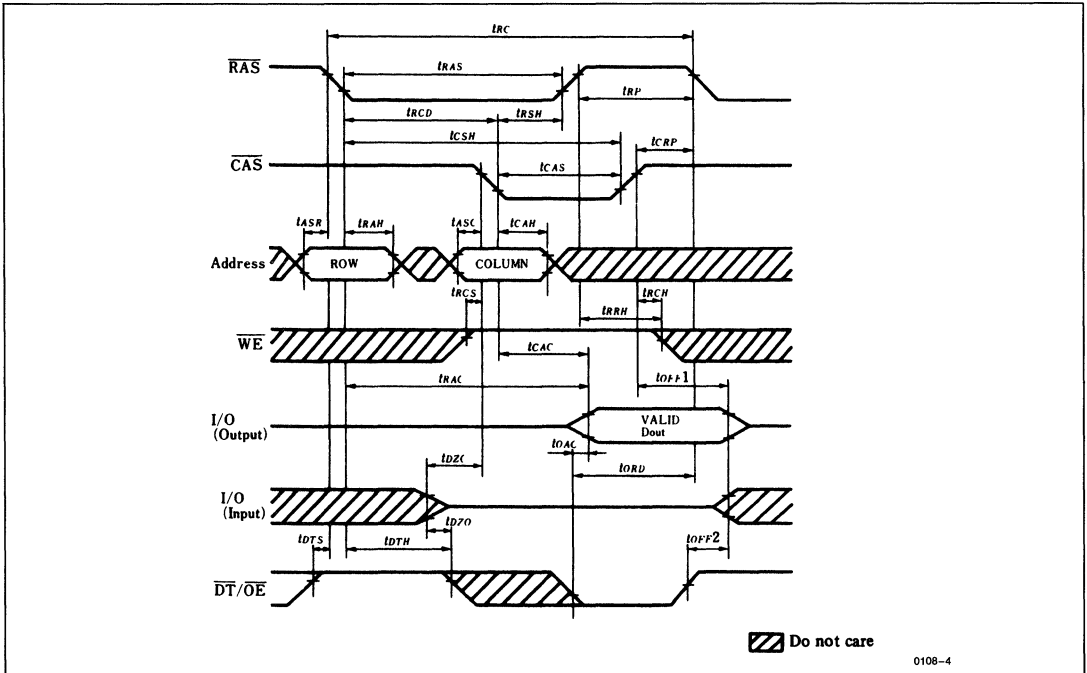 tRC
RAS
tRAS
tRP
tRCD
tRSH
tCSH
tCRP
CAS
tCAS
tASR
tRAH
tASC
tCAH
Address
ROW
COLUMN
tRCS
tRCH
tRRH
WE
tCAC
tRAC
tOFF1
I/O
(Output)
VALID
Dout
tOAC
tDZC
tORD
I/O
(Input)
tDZO
tDTS
tDTH
tOFF2
DT/OE
Do not care
0108-4